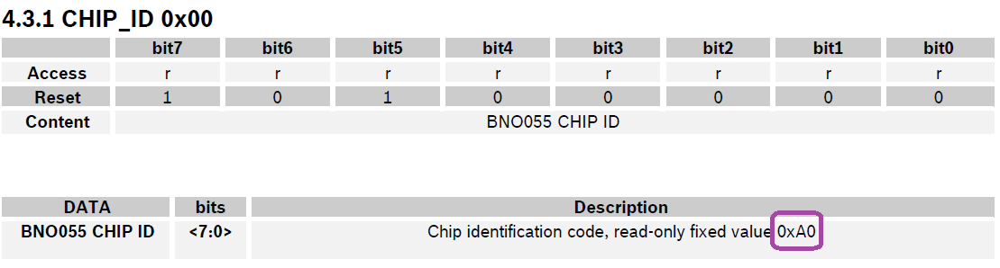 4.3.1 CHIP_ID 0x00
bit7 bit6 bit5 bit4 bit3 bit2 bit1 bit0
Access r r r r r r r r
Reset 1 0 1 0 0 0 0 0
Content BNO055 CHIP ID
DATA bits Description
BNO055 CHIP ID <7:0> Chip identification code, read-only fixed value 0xA0